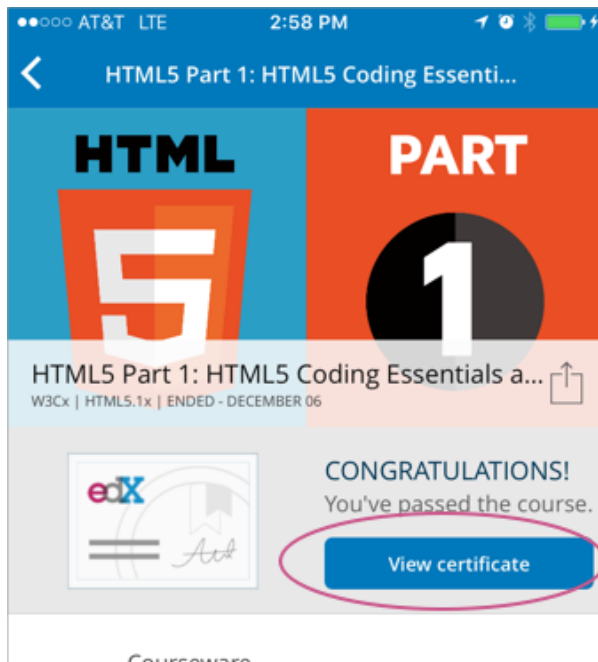 AT&T LTE 2:58 PM
HTML5 Part 1: HTML5 Coding Essenti...
HTML PART
5 1
HTML5 Part 1: HTML5 Coding Essentials a...
W3Cx | HTML5.1x | ENDED - DECEMBER 06
edX
CONGRATULATIONS!
You've passed the course.
View certificate
Courseware